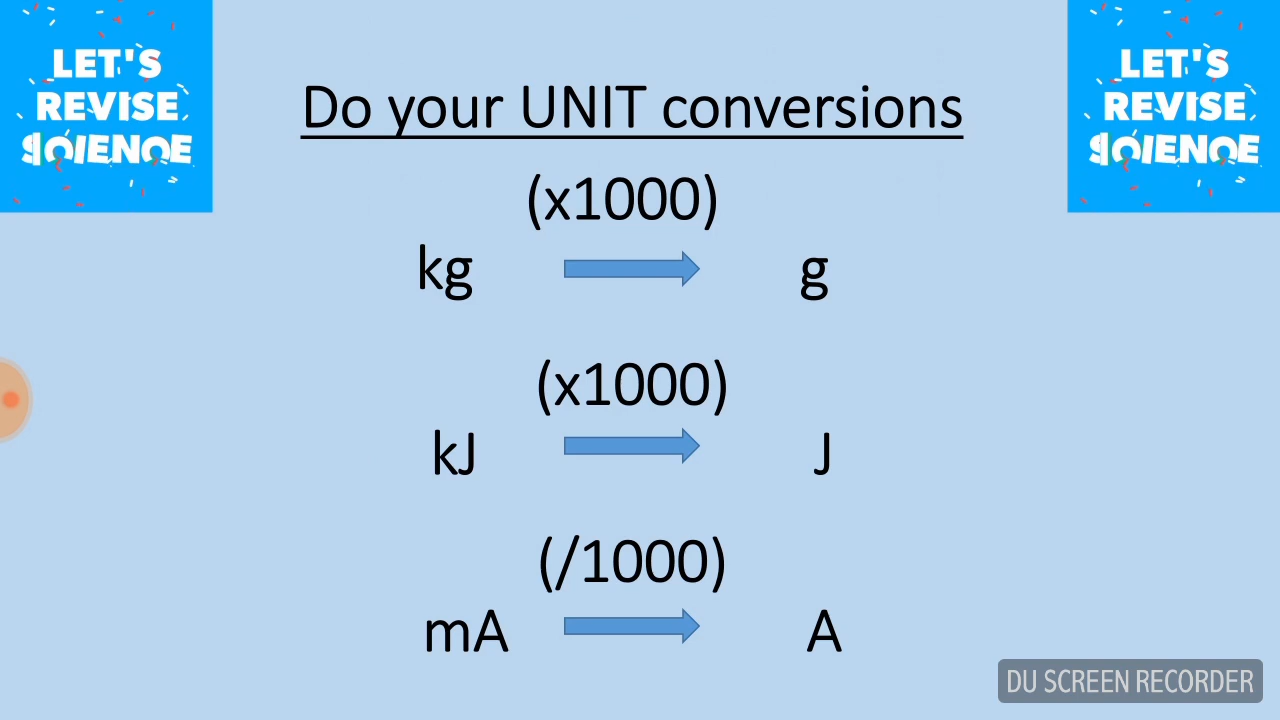 LET'S
REVISE
SCIENCE
Do your UNIT conversions
LET'S
REVISE
SCIENCE
(x1000)
kg g
(x1000)
kJ J
(/1000)
mA A
DU SCREEN RECORDER